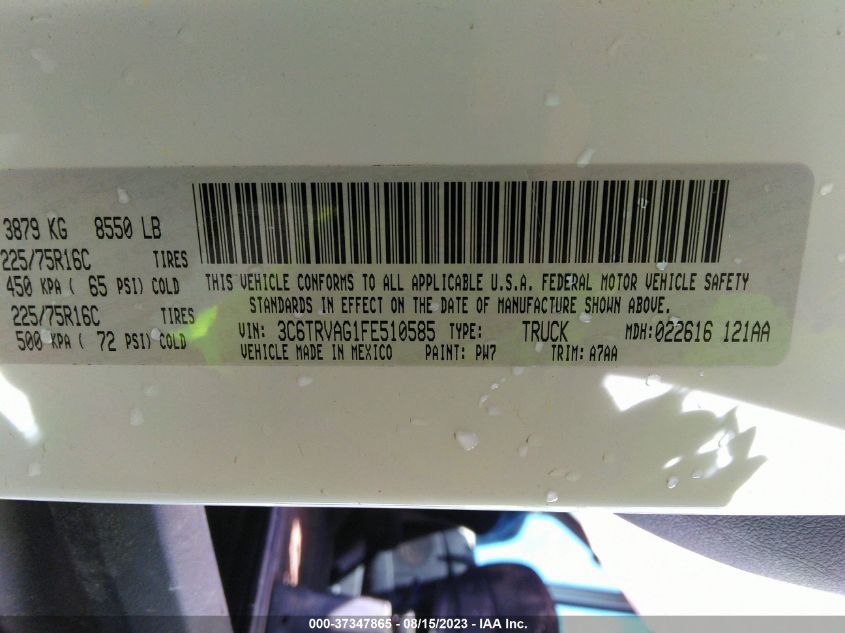 3879 KG 8550 LB
225/75R16C TIRES
450 KPA ( 65 PSI) COLD
225/75R16C TIRES
500 KPA ( 72 PSI) COLD
THIS VEHICLE CONFORMS TO ALL APPLICABLE U.S.A. FEDERAL MOTOR VEHICLE SAFETY
STANDARDS IN EFFECT ON THE DATE OF MANUFACTURE SHOWN ABOVE.
VIN: 3C6TRVAG1FE510585 TYPE: TRUCK MDH: 022616 121AA
VEHICLE MADE IN MEXICO PAINT: PW7 TRIM: A7AA
000-37347865 - 08/15/2023 - IAA Inc.